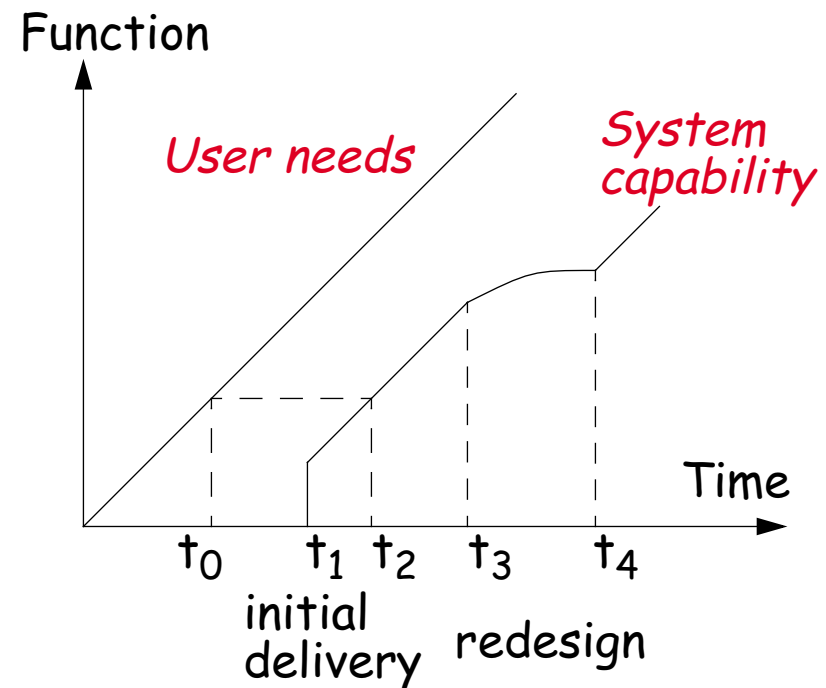 Function
User needs
System
capability
Time
t0 t1 t2 t3 t4
initial
delivery
redesign